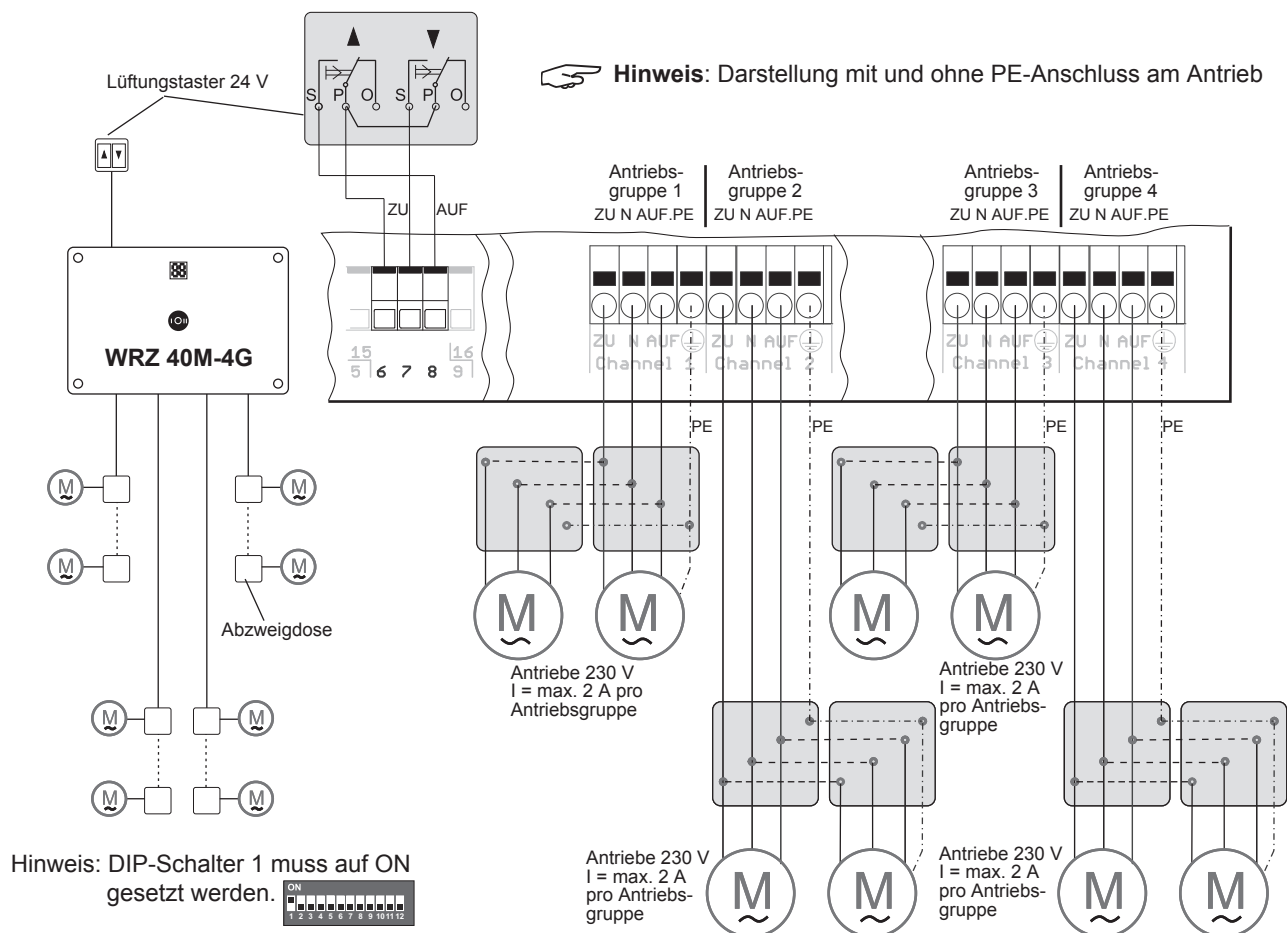 Lüftungstaster 24 V
S P O S P O
Hinweis: Darstellung mit und ohne PE-Anschluss am Antrieb
ZU AUF
Antriebs-
gruppe 1
ZU N AUF.PE
Antriebs-
gruppe 2
ZU N AUF.PE
Antriebs-
gruppe 3
ZU N AUF.PE
Antriebs-
gruppe 4
ZU N AUF.PE
I O II
WRZ 40M-4G
15 16
5 6 7 8 9
ZU N AUF
Channel 1
ZU N AUF
Channel 2
ZU N AUF
Channel 3
ZU N AUF
Channel 4
PE
PE
PE
PE
M
M
M
M
Abzweigdose
M
M
M
M
M
M
M
M
Antriebe 230 V
I = max. 2 A pro
Antriebsgruppe
Antriebe 230 V
I = max. 2 A
pro Antriebs-
gruppe
Hinweis: DIP-Schalter 1 muss auf ON
gesetzt werden.
ON
1 2 3 4 5 6 7 8 9 10 11 12
Antriebe 230 V
I = max. 2 A
pro Antriebs-
gruppe
M
M
Antriebe 230 V
I = max. 2 A
pro Antriebs-
gruppe
M
M